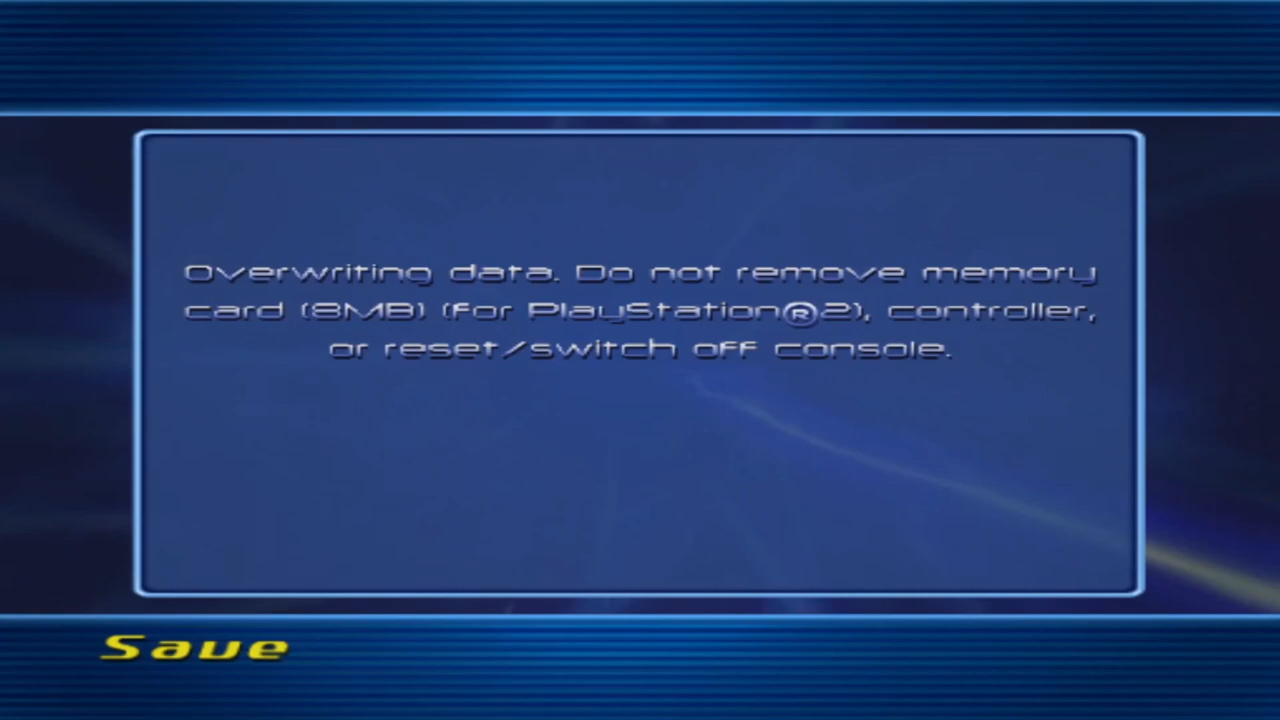 Overwriting data. Do not remove memory
card (8MB) (for PlayStation®2), controller,
or reset/switch off console.
Save